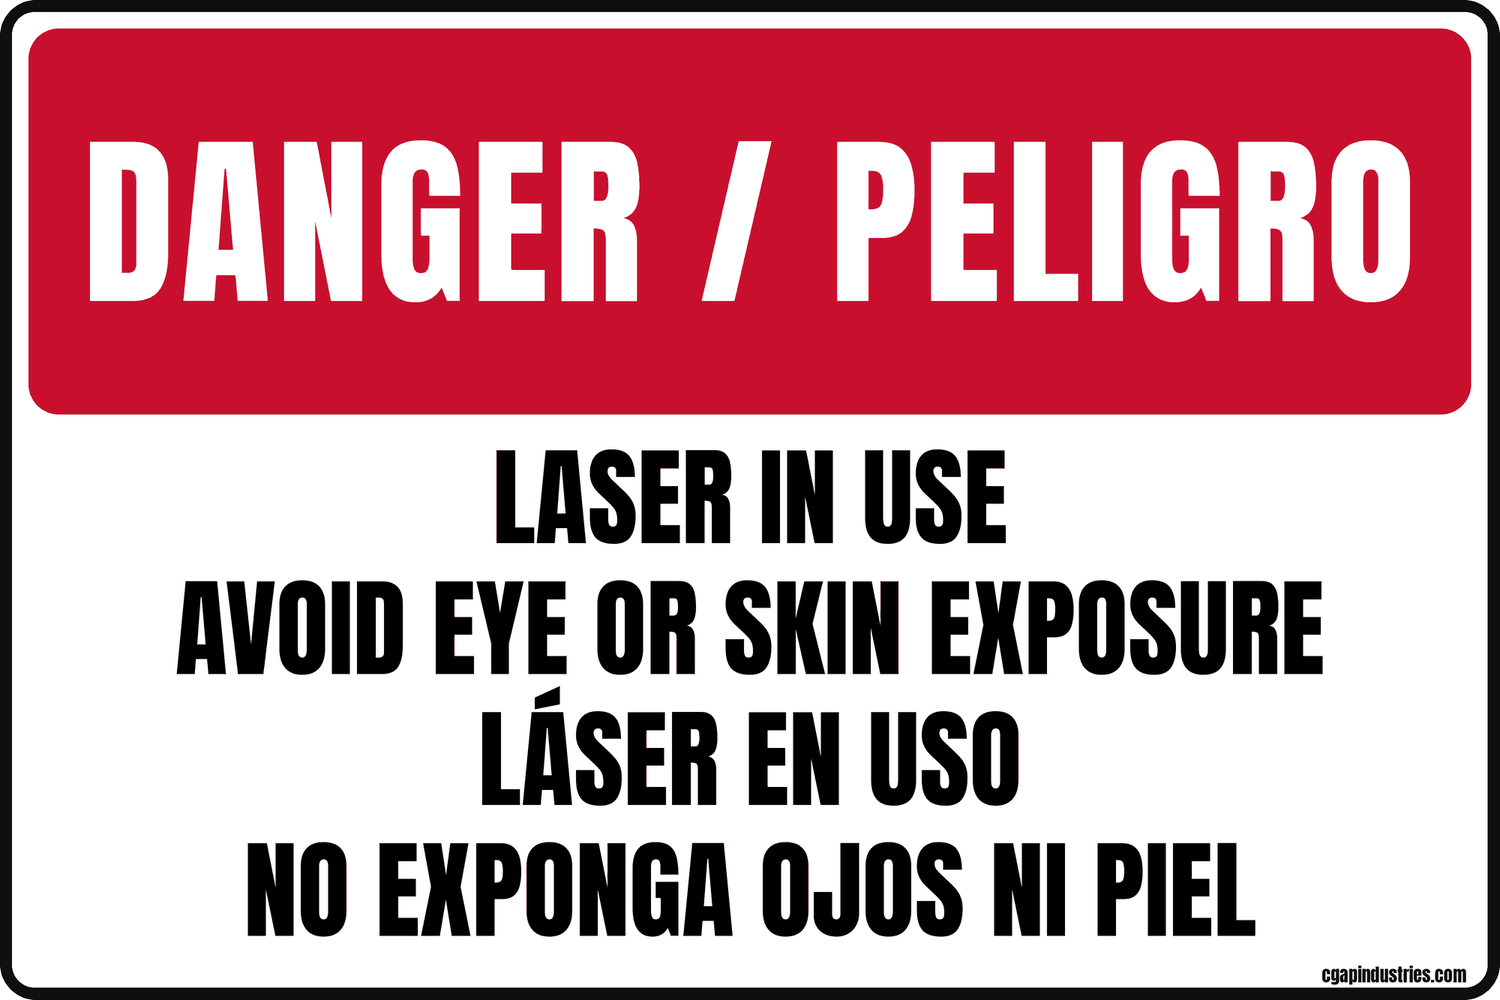 DANGER / PELIGRO
LASER IN USE
AVOID EYE OR SKIN EXPOSURE
LÁSER EN USO
NO EXPONGA OJOS NI PIEL
cgapindustries.com